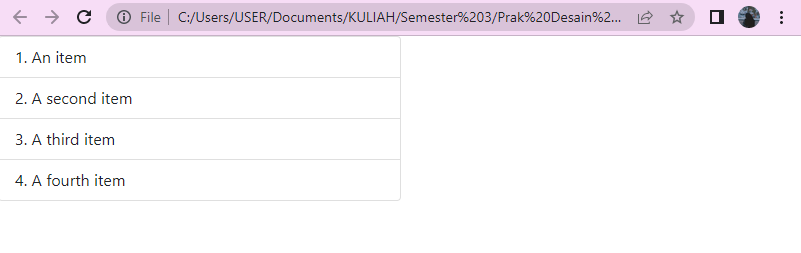 File C:/Users/USER/Documents/KULIAH/Semester%203/Prak%20Desain%2...
1. An item
2. A second item
3. A third item
4. A fourth item